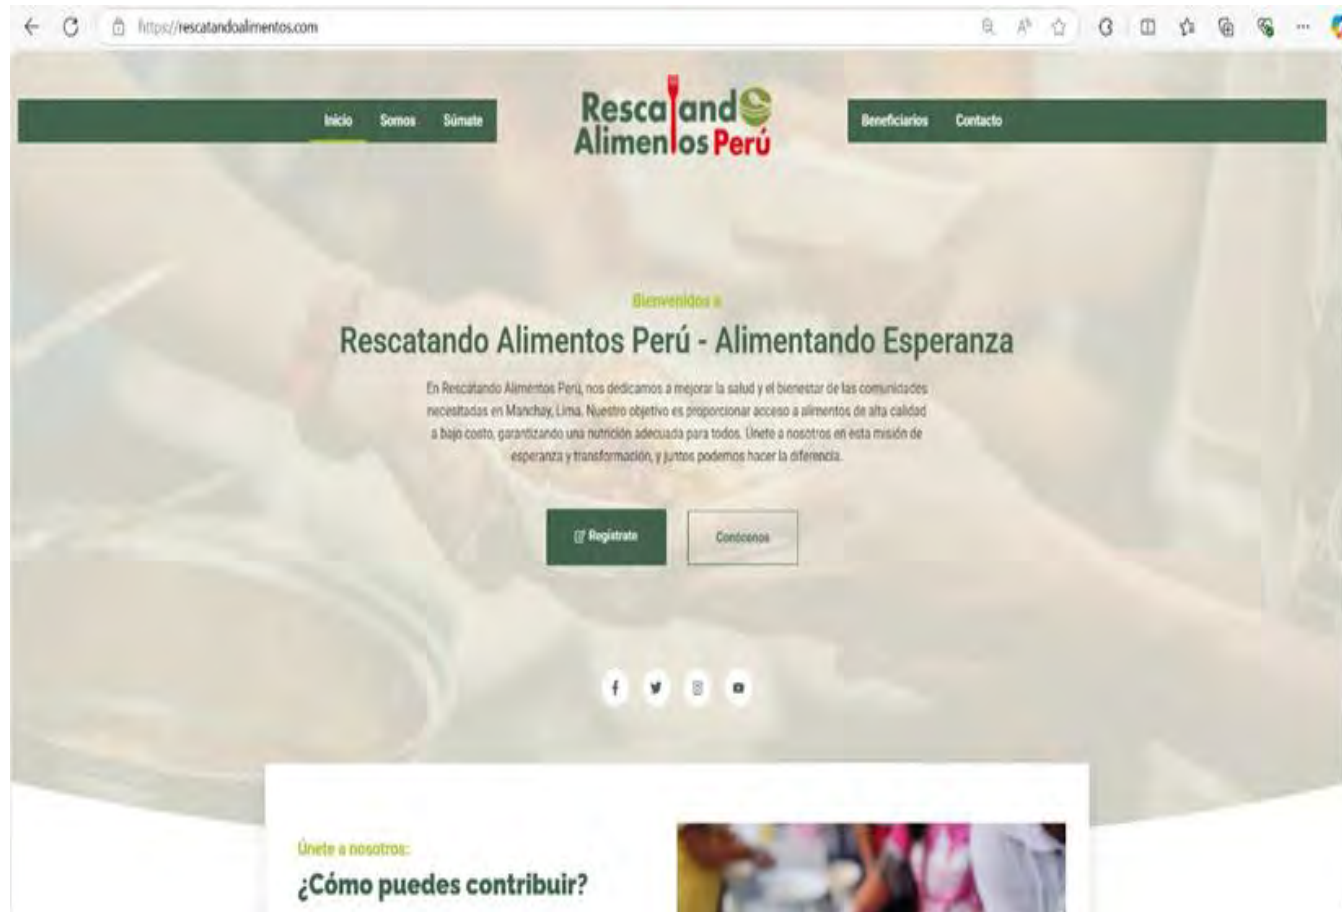 https://rescatandoalimentos.com
Inicio Somos Súmate
Rescatando
Alimentos Perú
Beneficiarios Contacto
Bienvenidos a
Rescatando Alimentos Perú - Alimentando Esperanza
En Rescatando Alimentos Perú, nos dedicamos a mejorar la salud y el bienestar de las comunidades
necesitadas en Manchay, Lima. Nuestro objetivo es proporcionar acceso a alimentos de alta calidad
a bajo costo, garantizando una nutrición adecuada para todos. Únete a nosotros en esta misión de
esperanza y transformación, y juntos podemos hacer la diferencia.
Regístrate
Conócenos
Únete a nosotros:
¿Cómo puedes contribuir?